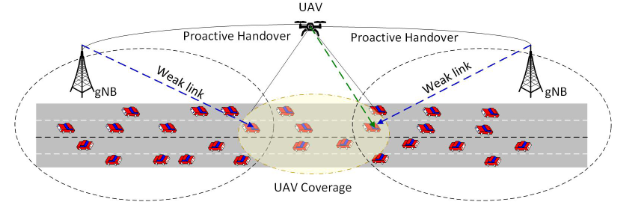 UAV
Proactive Handover
Proactive Handover
Weak link
Weak link
gNB
gNB
UAV Coverage